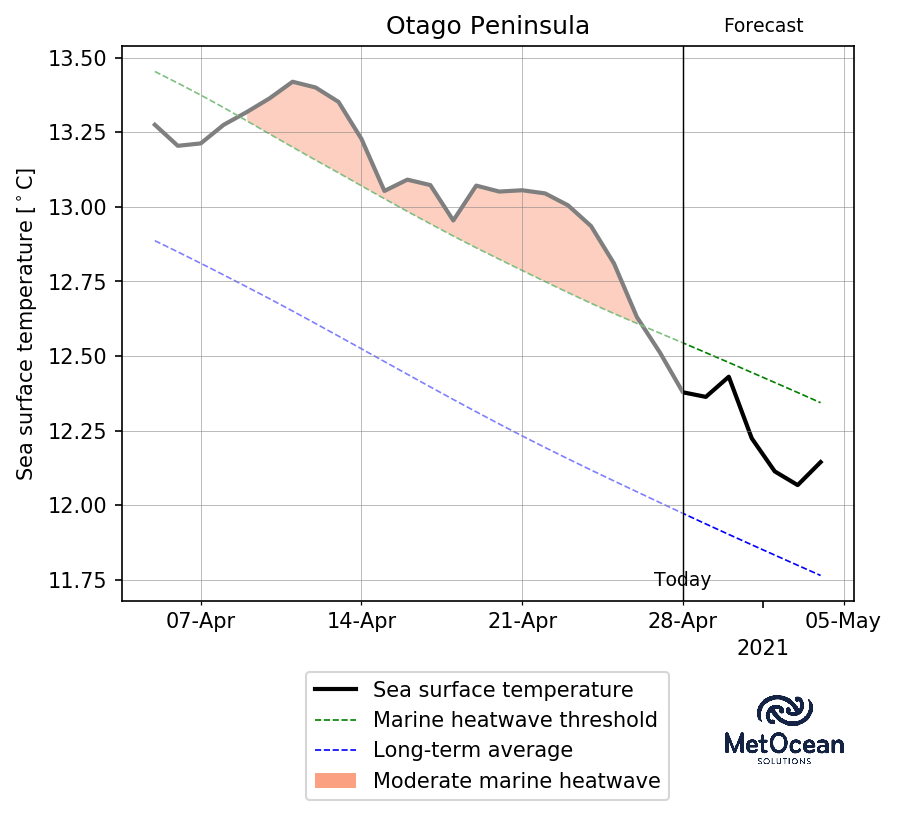 Otago Peninsula
Forecast
Sea surface temperature [°C]
13.50
13.25
13.00
12.75
12.50
12.25
12.00
11.75
Today
07-Apr 14-Apr 21-Apr 28-Apr 05-May
2021
Sea surface temperature
Marine heatwave threshold
Long-term average
Moderate marine heatwave
MetOcean
SOLUTIONS